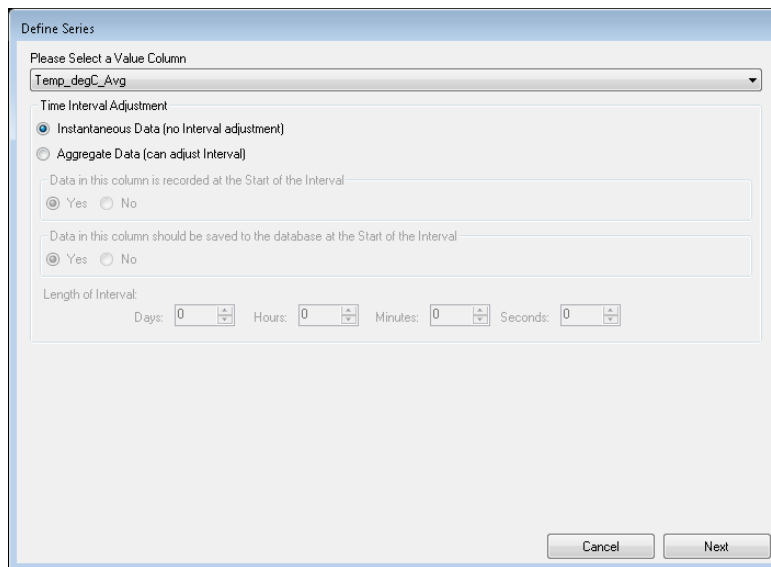 Define Series
Please Select a Value Column
Temp_degC_Avg
Time Interval Adjustment
Instantaneous Data (no Interval adjustment)
Aggregate Data (can adjust Interval)
Data in this column is recorded at the Start of the Interval
Yes No
Data in this column should be saved to the database at the Start of the Interval
Yes No
Length of Interval:
Days: 0 Hours: 0 Minutes: 0 Seconds: 0
Cancel Next